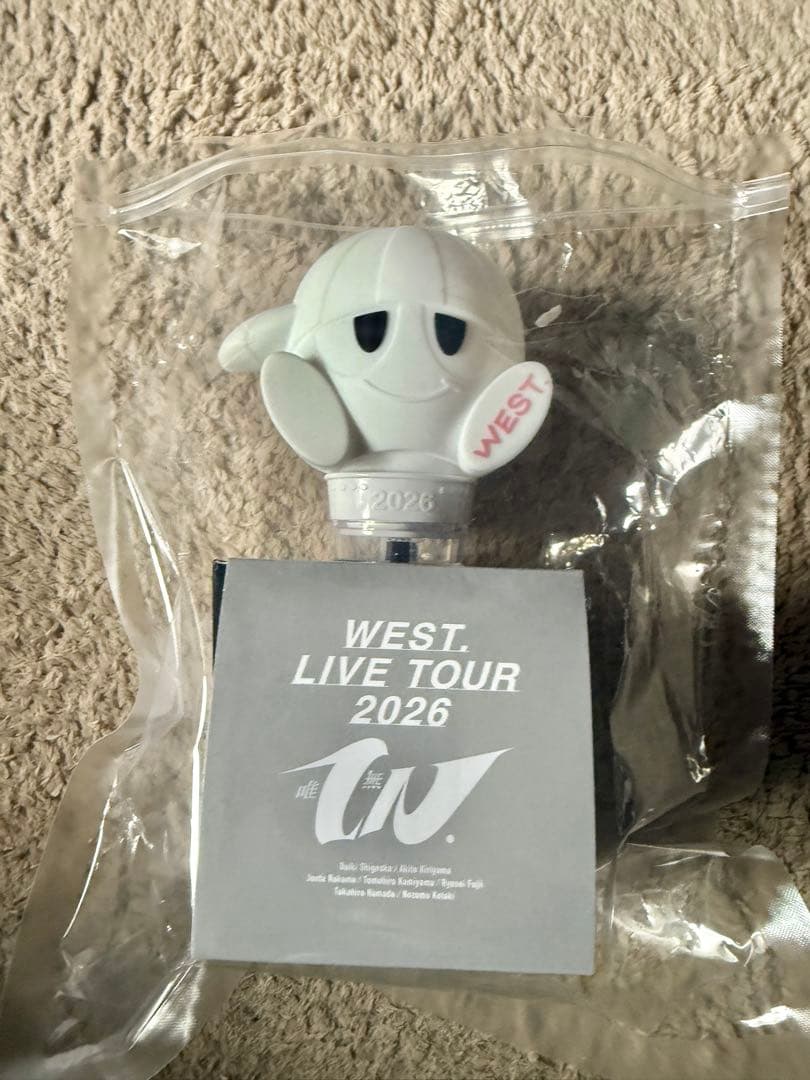 WEST.
2026
WEST.
LIVE TOUR
2026
唯 無
Daiki Shigeoka / Akito Kiriyama
Junta Nakama / Tomohiro Kamiyama / Ryusei Fujii
Takahiro Hamada / Nozomu Kotaki